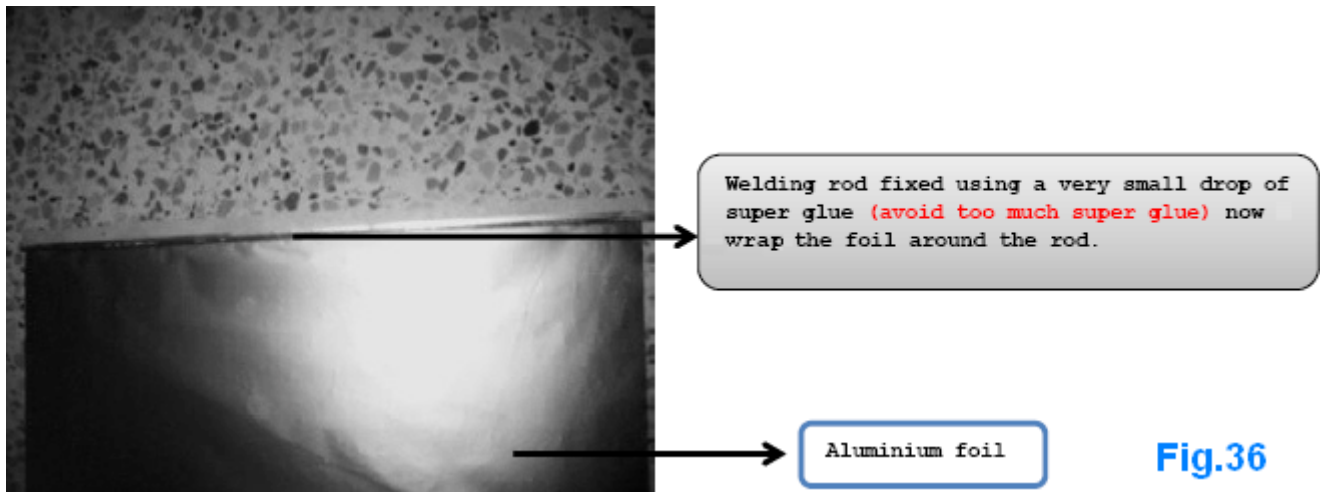 Welding rod fixed using a very small drop of
super glue (avoid too much super glue) now
wrap the foil around the rod.
Aluminium foil
Fig.36